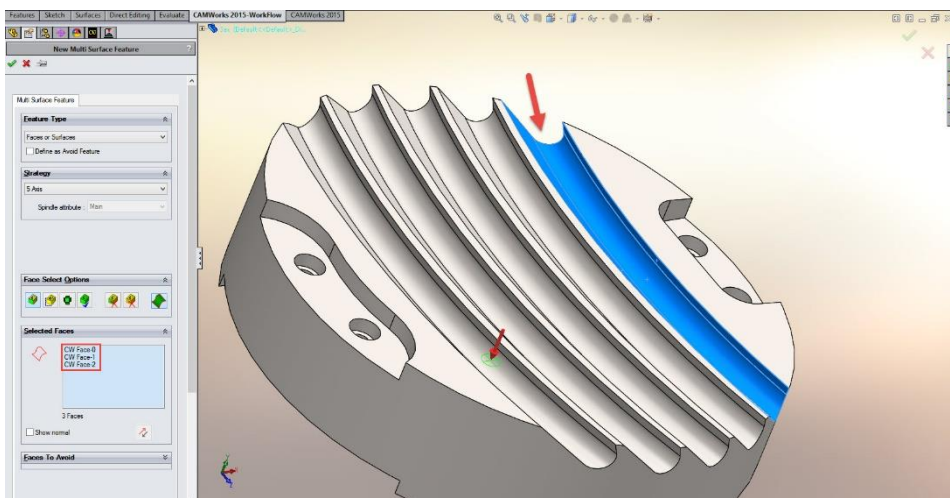 Features Sketch Surfaces Direct Editing Evaluate CAMWorks 2015-WorkFlow CAMWorks 2015
New Multi Surface Feature ?
Multi Surface Feature
Feature Type
Faces or Surfaces
Define as Avoid Feature
Strategy
5 Axis
Spindle attribute : Main
Face Select Options
Selected Faces
CW Face-0
CW Face-1
CW Face-2
3 Faces
Show normal
Faces To Avoid